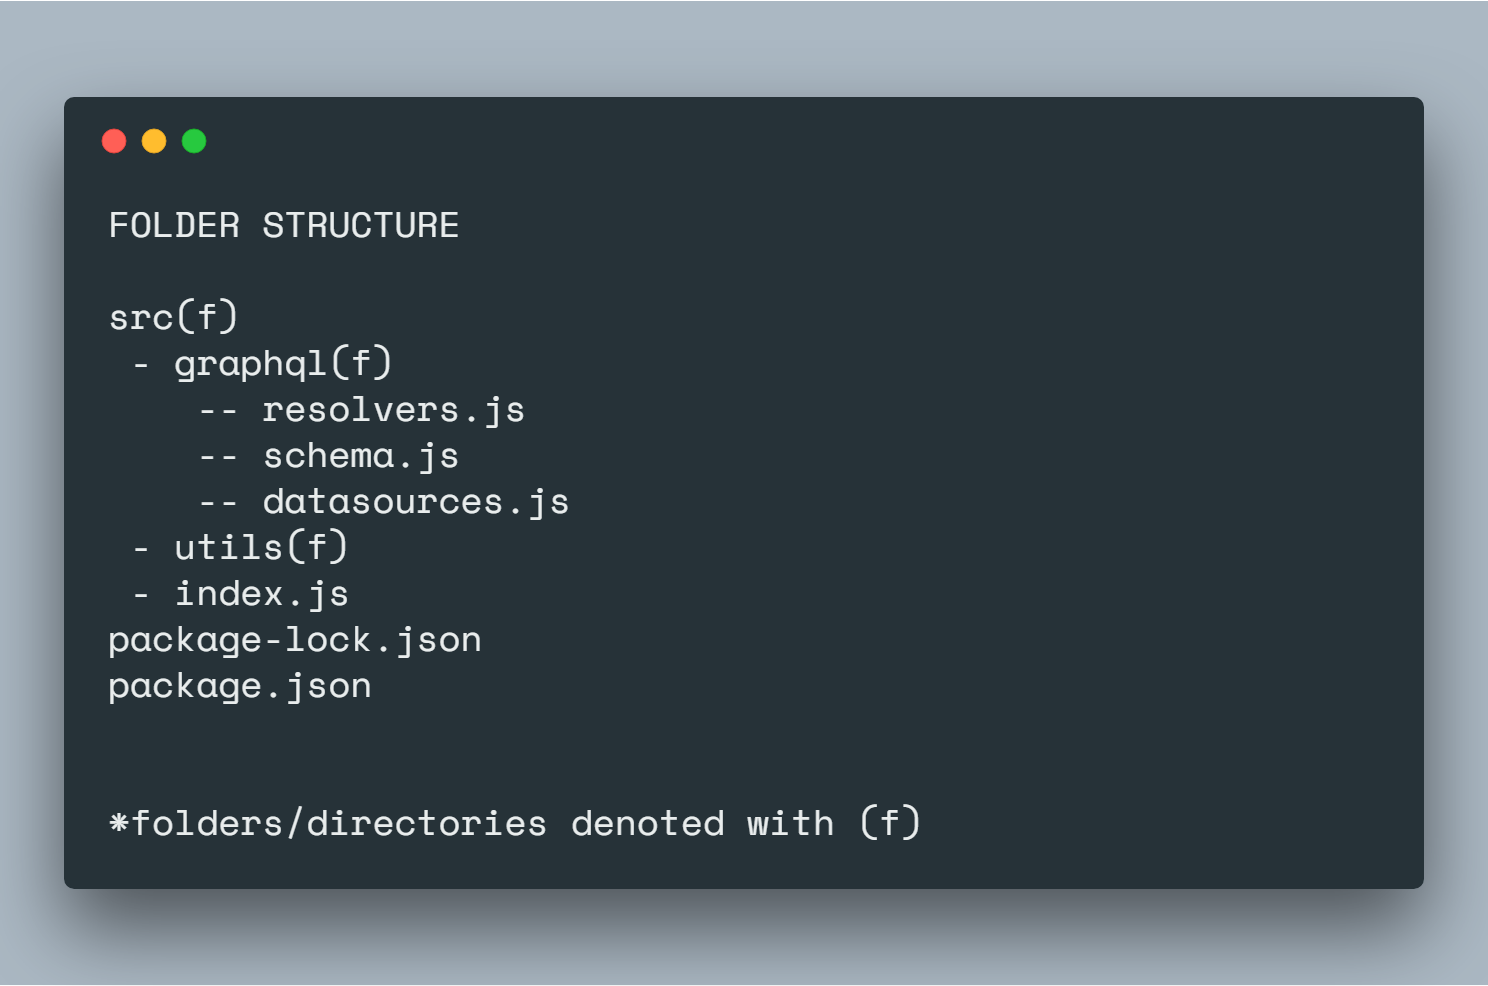 FOLDER STRUCTURE
src(f)
- graphql(f)
-- resolvers.js
-- schema.js
-- datasources.js
- utils(f)
- index.js
package-lock.json
package.json
*folders/directories denoted with (f)